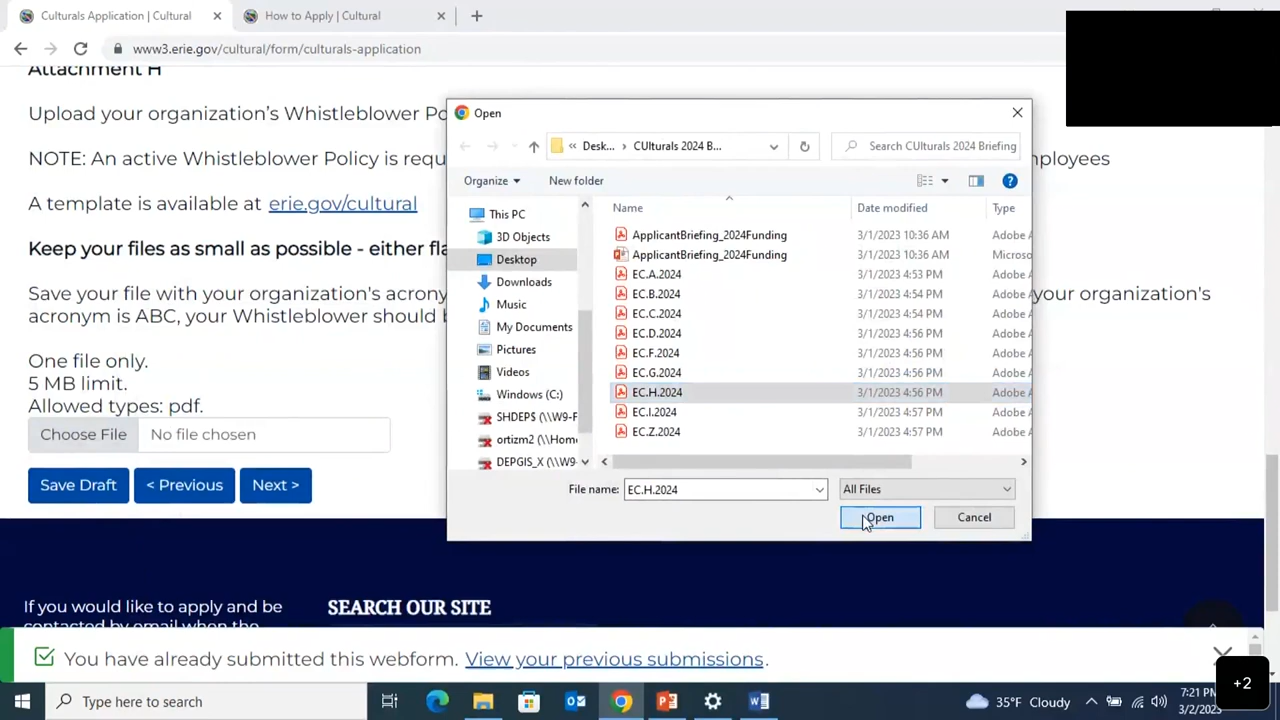 Culturals Application | Cultural
How to Apply | Cultural
www3.erie.gov/cultural/form/culturals-application
Attachment H
Upload your organization's Whistleblower Po
NOTE: An active Whistleblower Policy is requ
mployees
A template is available at erie.gov/cultural
Keep your files as small as possible - either fla
Save your file with your organization's acrony
your organization's
acronym is ABC, your Whistleblower should b
One file only.
5 MB limit.
Allowed types: pdf.
Choose File No file chosen
Save Draft < Previous Next >
Open
« Desk... › CUlturals 2024 B...
Search CUlturals 2024 Briefing
Organize New folder
This PC
3D Objects
Desktop
Downloads
Music
My Documents
Pictures
Videos
Windows (C:)
SHDEP$ (\\W9-F
ortizm2 (\\Hom
DEPGIS_X (\\W9-
Name Date modified Type
ApplicantBriefing_2024Funding 3/1/2023 10:36 AM Adobe A
ApplicantBriefing_2024Funding 3/1/2023 10:36 AM Microso
EC.A.2024 3/1/2023 4:53 PM Adobe A
EC.B.2024 3/1/2023 4:54 PM Adobe A
EC.C.2024 3/1/2023 4:54 PM Adobe A
EC.D.2024 3/1/2023 4:56 PM Adobe A
EC.F.2024 3/1/2023 4:56 PM Adobe A
EC.G.2024 3/1/2023 4:56 PM Adobe A
EC.H.2024 3/1/2023 4:56 PM Adobe A
EC.I.2024 3/1/2023 4:57 PM Adobe A
EC.Z.2024 3/1/2023 4:57 PM Adobe A
File name: EC.H.2024 All Files
Open Cancel
If you would like to apply and be
contacted by email when the
SEARCH OUR SITE
You have already submitted this webform. View your previous submissions.
+2
Type here to search
35°F Cloudy
7:21 PM
3/2/2023